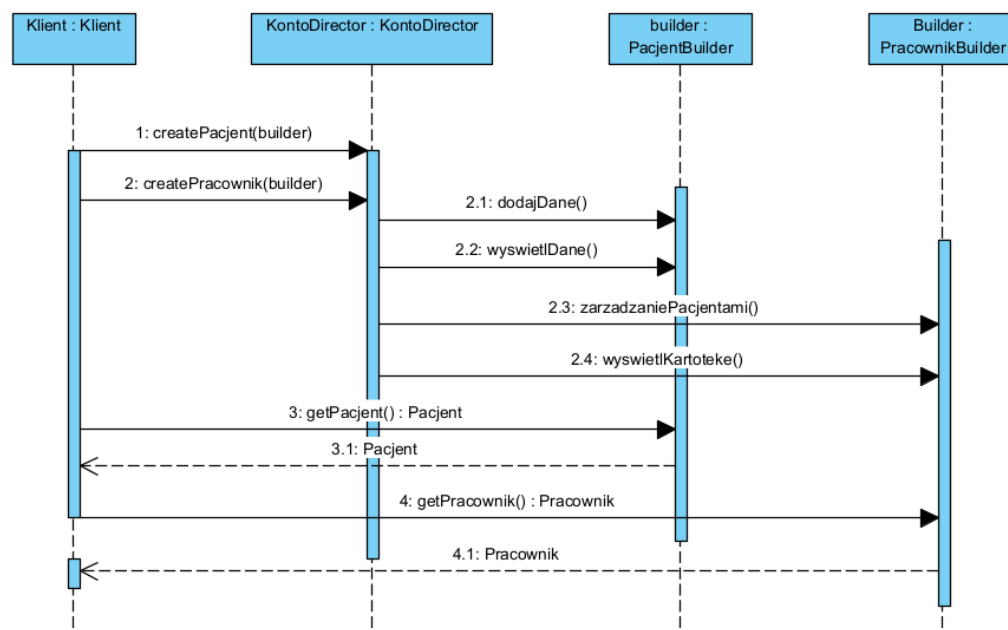 Klient : Klient
KontoDirector : KontoDirector
builder :
PacjentBuilder
Builder :
PracownikBuilder
1: createPacjent(builder)
2: createPracownik(builder)
2.1: dodajDane()
2.2: wyswietlDane()
2.3: zarzadzaniePacjentami()
2.4: wyswietlKartoteke()
3: getPacjent() : Pacjent
3.1: Pacjent
4: getPracownik() : Pracownik
4.1: Pracownik